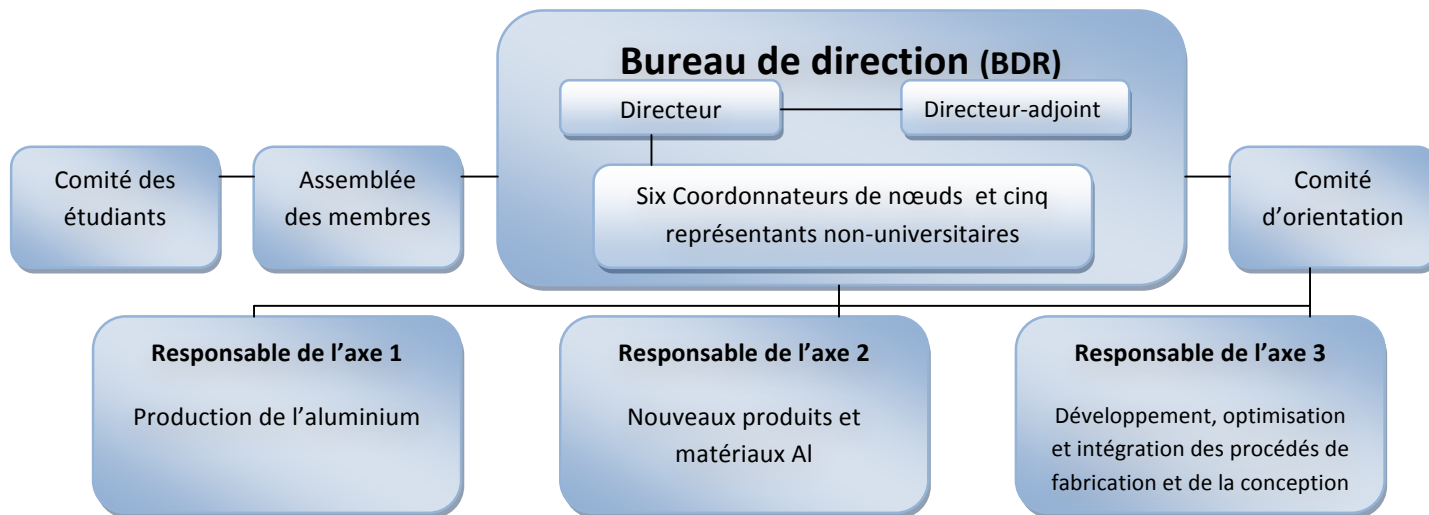 Bureau de direction (BDR)
Directeur
Directeur-adjoint
Six Coordonnateurs de nœuds et cinq
représentants non-universitaires
Comité des
étudiants
Assemblée
des membres
Comité
d’orientation
Responsable de l’axe 1
Production de l’aluminium
Responsable de l’axe 2
Nouveaux produits et
matériaux Al
Responsable de l’axe 3
Développement, optimisation
et intégration des procédés de
fabrication et de la conception